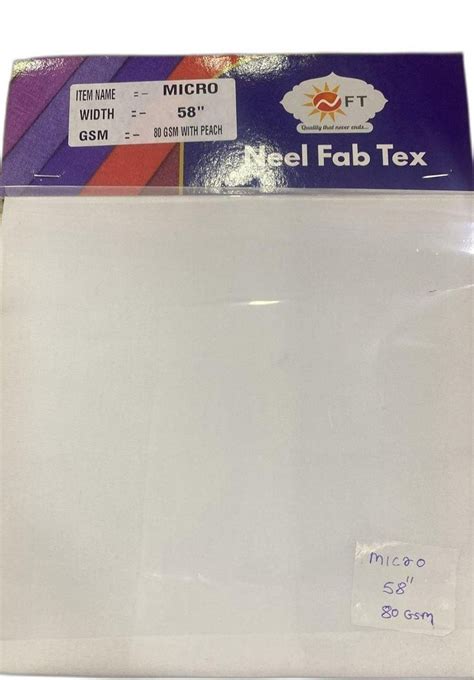 ITEM NAME :- MICRO
WIDTH :- 58"
GSM :- 80 GSM WITH PEACH
FT
Quality that never ends...
Neel Fab Tex
MICRO
58"
80 GSM